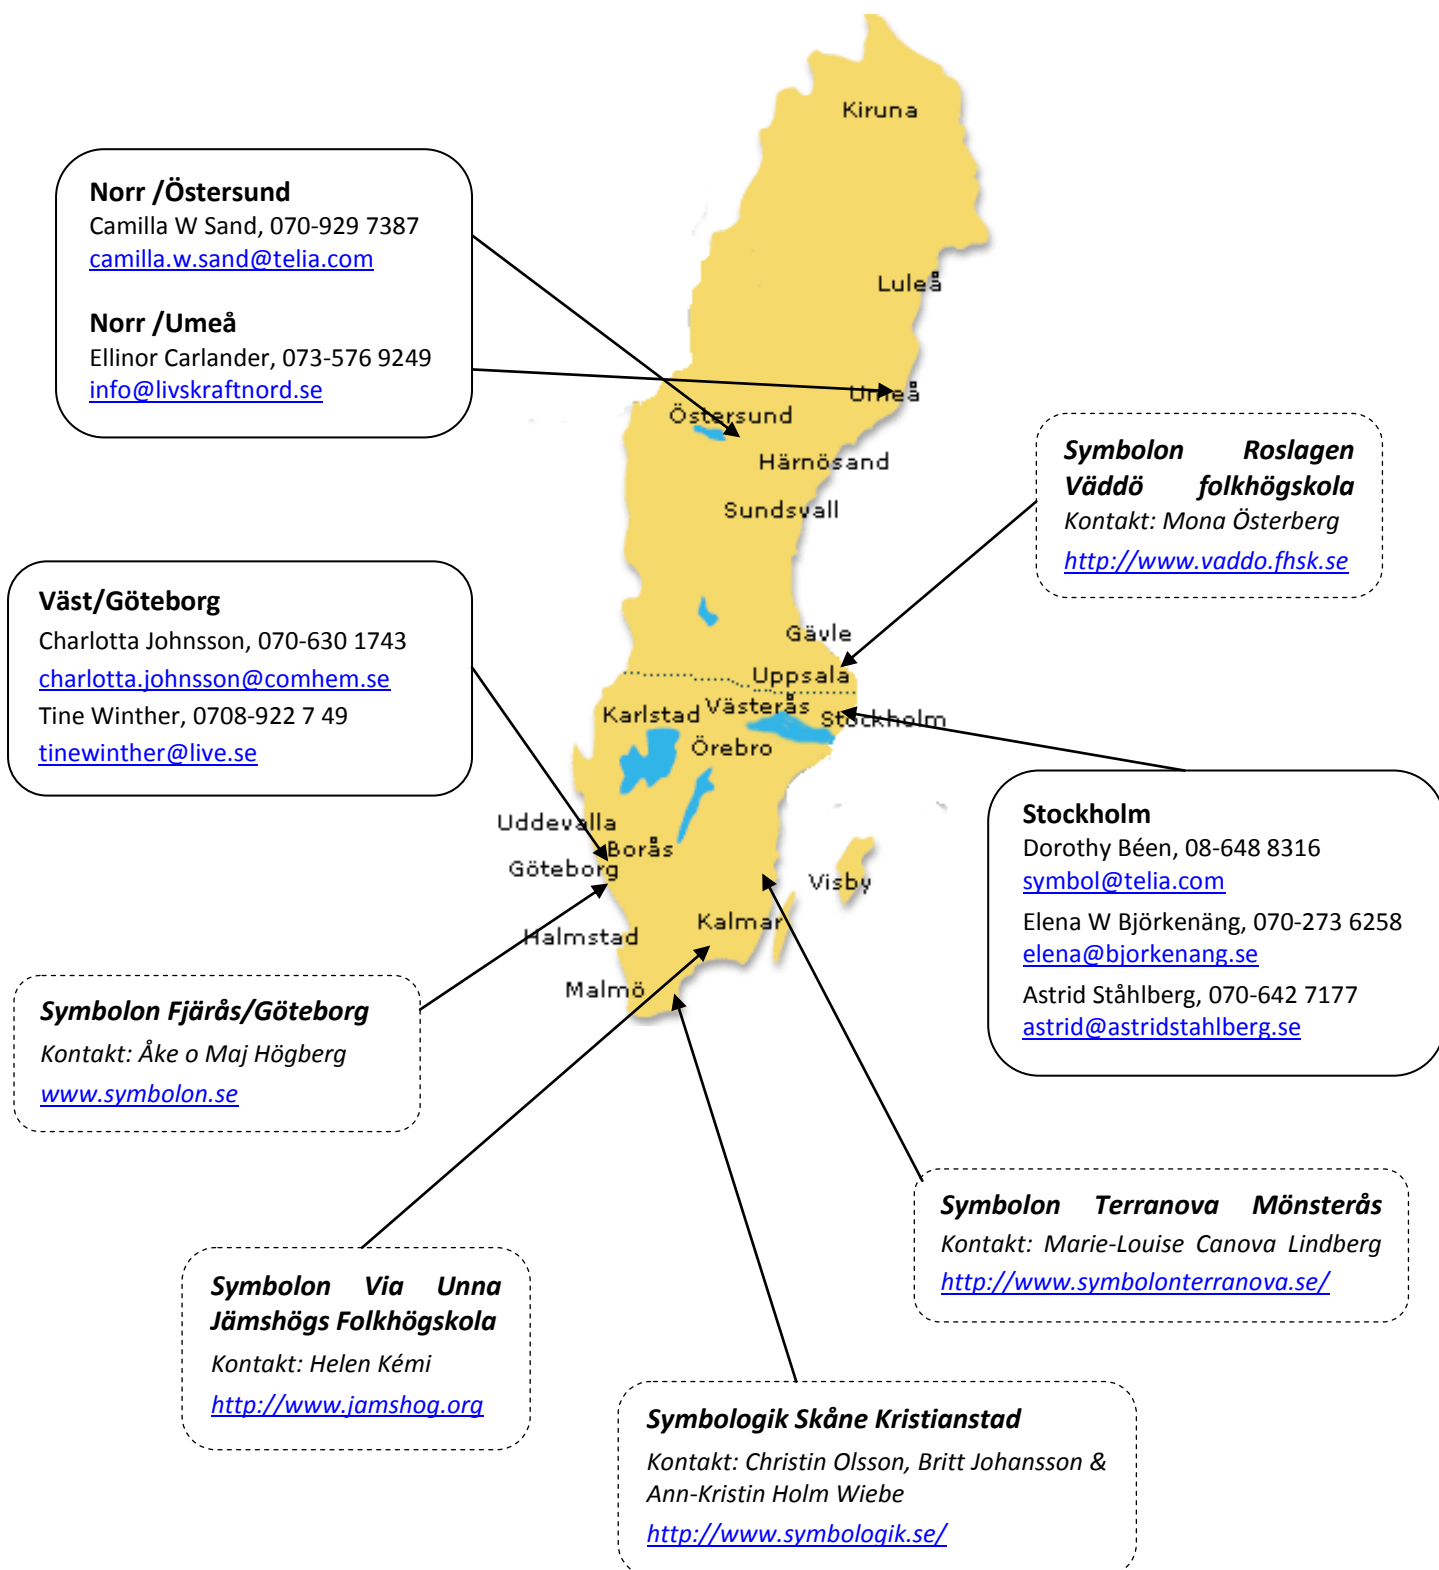 Kiruna
Norr /Östersund
Camilla W Sand, 070-929 7387
camilla.w.sand@telia.com
Norr /Umeå
Ellinor Carlander, 073-576 9249
info@livskraftnord.se
Luleå
Umeå
Östersund
Härnösand
Sundsvall
Symbolon Roslagen
Väddö folkhögskola
Kontakt: Mona Österberg
http://www.vaddo.fhsk.se
Väst/Göteborg
Charlotta Johnsson, 070-630 1743
charlotta.johnsson@comhem.se
Tine Winther, 0708-922 7 49
tinewinther@live.se
Gävle
Uppsala
Västerås
Karlstad
Stockholm
Örebro
Uddevalla
Borås
Göteborg
Visby
Kalmar
Halmstad
Malmö
Stockholm
Dorothy Béen, 08-648 8316
symbol@telia.com
Elena W Björkenäng, 070-273 6258
elena@bjorkenang.se
Astrid Ståhlberg, 070-642 7177
astrid@astridstahlberg.se
Symbolon Fjärås/Göteborg
Kontakt: Åke o Maj Högberg
www.symbolon.se
Symbolon Terranova Mönsterås
Kontakt: Marie-Louise Canova Lindberg
http://www.symbolonterranova.se/
Symbolon Via Unna
Jämshögs Folkhögskola
Kontakt: Helen Kémi
http://www.jamshog.org
Symbologik Skåne Kristianstad
Kontakt: Christin Olsson, Britt Johansson &
Ann-Kristin Holm Wiebe
http://www.symbologik.se/